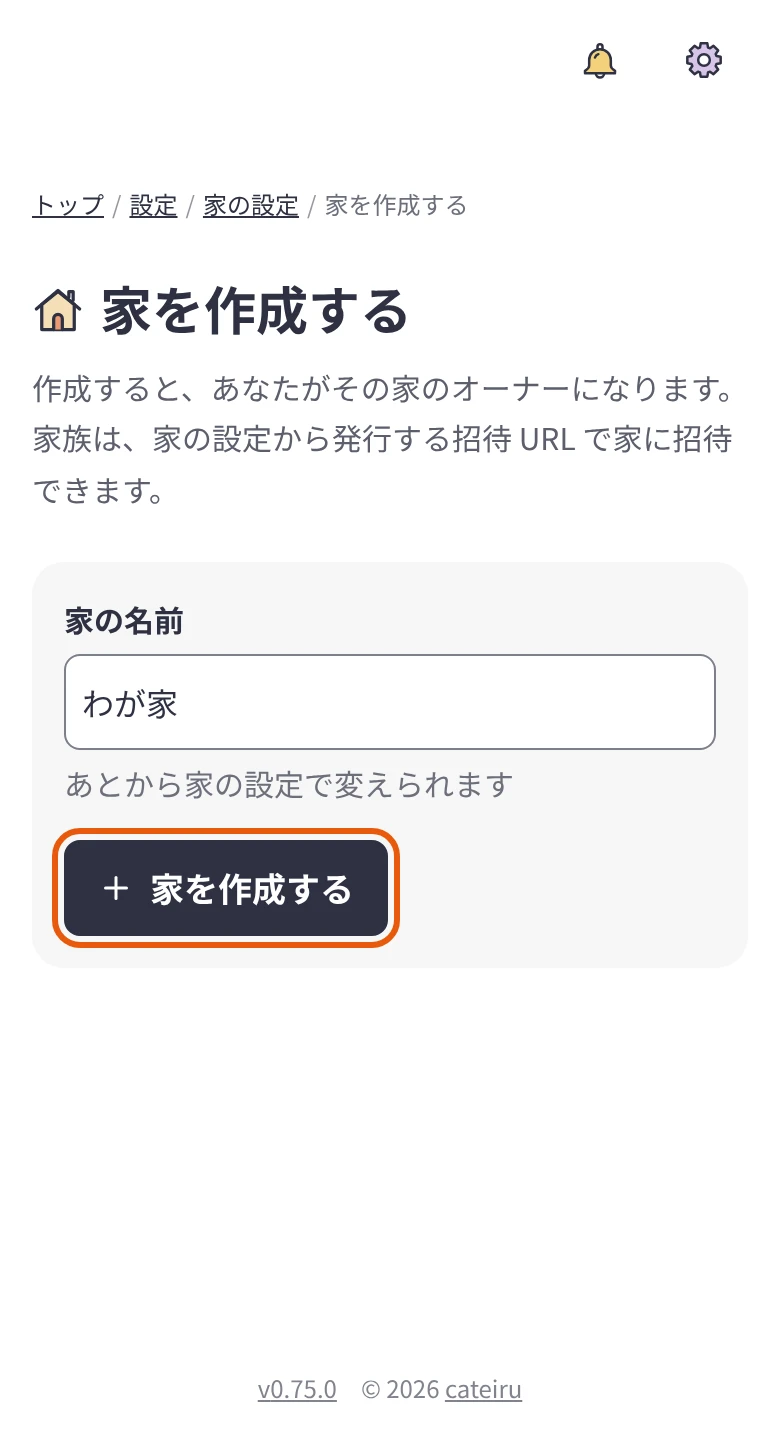 トップ / 設定 / 家の設定 / 家を作成する
家を作成する
作成すると、あなたがその家のオーナーになります。
家族は、家の設定から発行する招待 URL で家に招待
できます。
家の名前
わが家
あとから家の設定で変えられます
＋ 家を作成する
v0.75.0 © 2026 cateiru